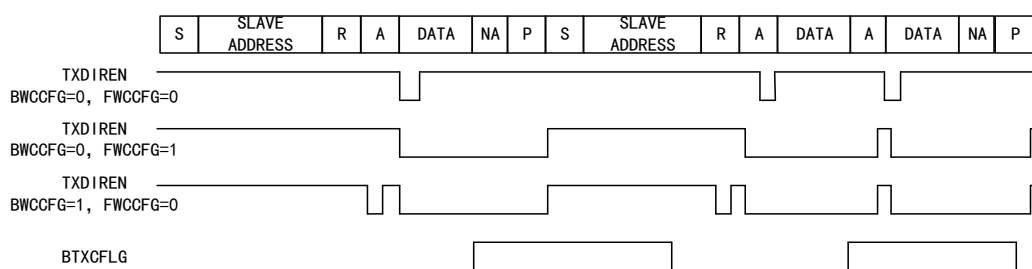 S SLAVE ADDRESS R A DATA NA P S SLAVE ADDRESS R A DATA A DATA NA P
TXDIREN
BWCCFG=0, FWCCFG=0
TXDIREN
BWCCFG=0, FWCCFG=1
TXDIREN
BWCCFG=1, FWCCFG=0
BTXCFLG